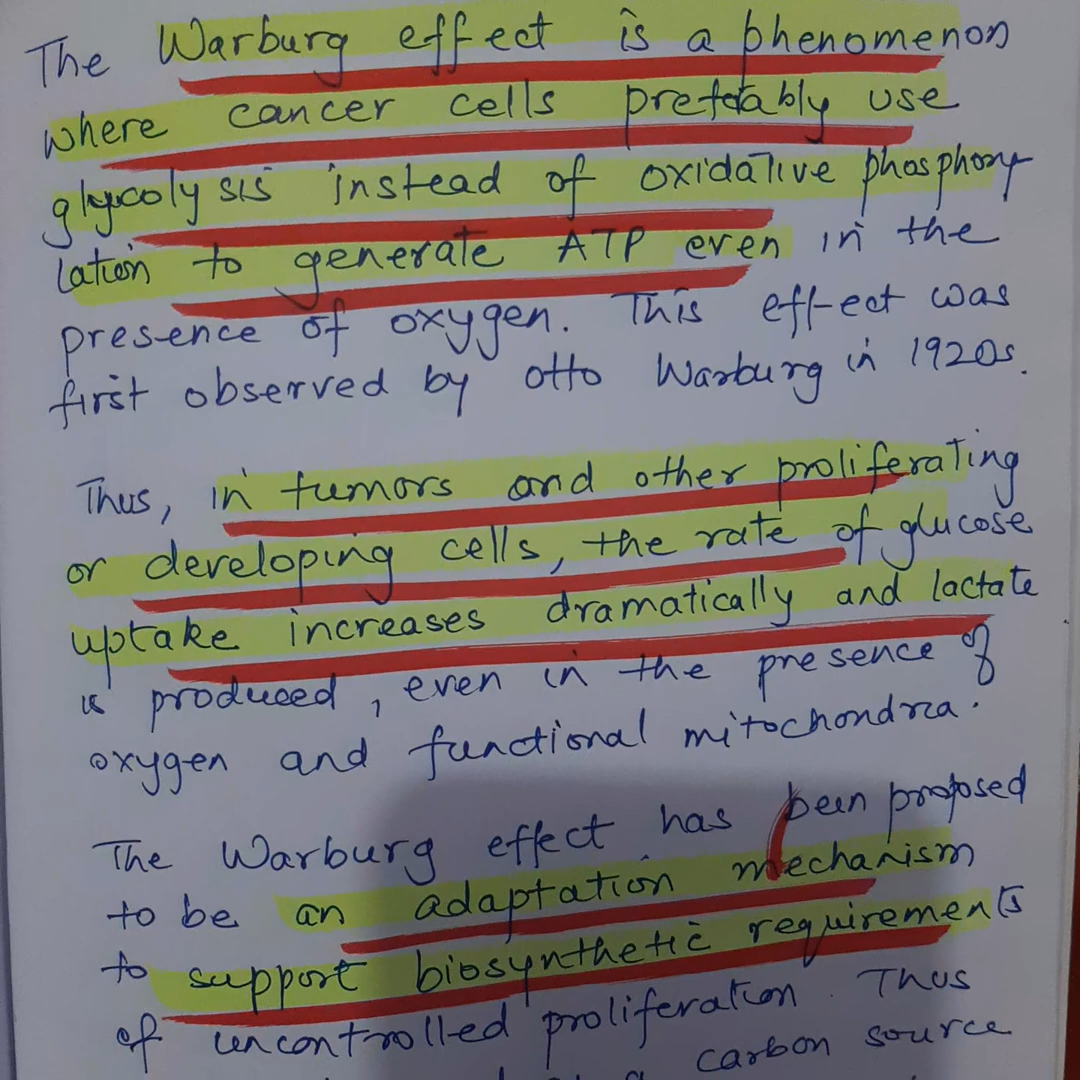 The Warburg effect is a phenomenon
where cancer cells prefdably use
glycolysis instead of oxidative phosphory
lation to generate ATP even in the
presence of oxygen. This effect was
first observed by otto Warburg in 1920s.
Thus, in tumors and other proliferating
or developing cells, the rate of glucose
uptake increases dramatically and lactate
is produced, even in the presence of
oxygen and functional mitochondria.
The Warburg effect has been proposed
to be an adaptation mechanism
to support biosynthetic requirements
of uncontrolled proliferation. Thus
carbon source